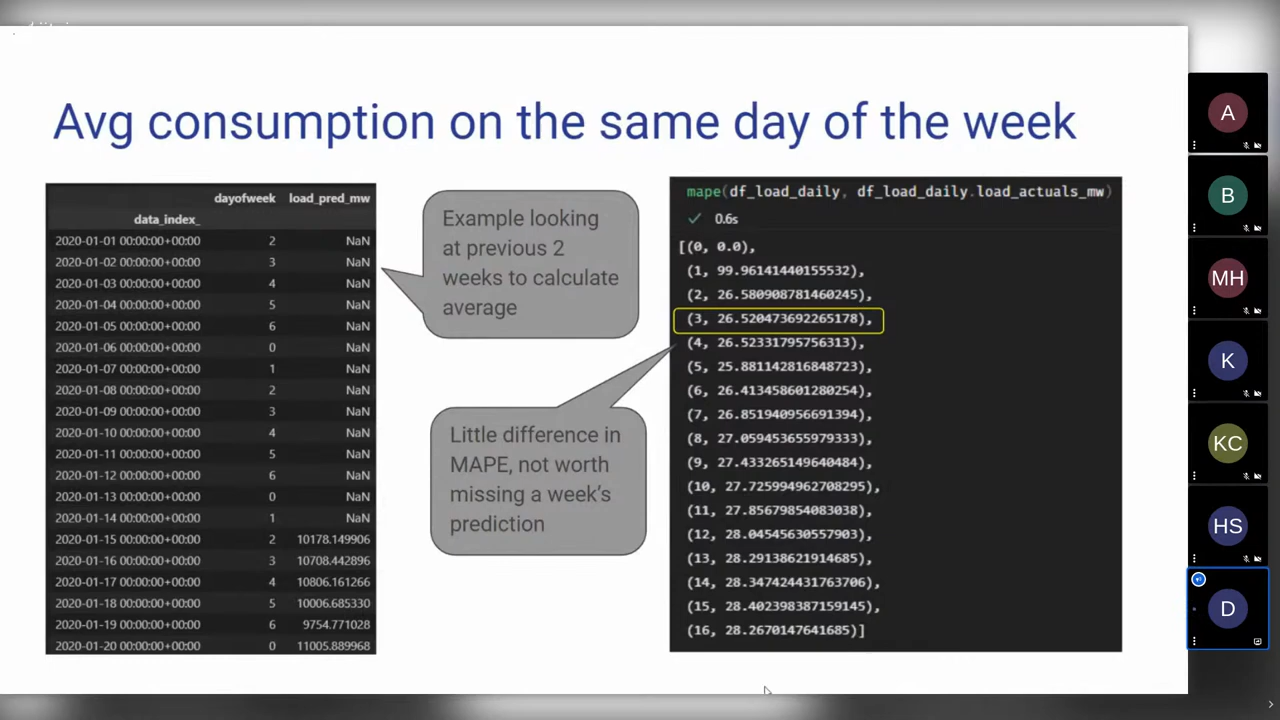 Avg consumption on the same day of the week
dayofweek load_pred_mw
data_index_
2020-01-01 00:00:00+00:00 2 NaN
2020-01-02 00:00:00+00:00 3 NaN
2020-01-03 00:00:00+00:00 4 NaN
2020-01-04 00:00:00+00:00 5 NaN
2020-01-05 00:00:00+00:00 6 NaN
2020-01-06 00:00:00+00:00 0 NaN
2020-01-07 00:00:00+00:00 1 NaN
2020-01-08 00:00:00+00:00 2 NaN
2020-01-09 00:00:00+00:00 3 NaN
2020-01-10 00:00:00+00:00 4 NaN
2020-01-11 00:00:00+00:00 5 NaN
2020-01-12 00:00:00+00:00 6 NaN
2020-01-13 00:00:00+00:00 0 NaN
2020-01-14 00:00:00+00:00 1 NaN
2020-01-15 00:00:00+00:00 2 10178.149906
2020-01-16 00:00:00+00:00 3 10708.442896
2020-01-17 00:00:00+00:00 4 10806.161266
2020-01-18 00:00:00+00:00 5 10006.685330
2020-01-19 00:00:00+00:00 6 9754.771028
2020-01-20 00:00:00+00:00 0 11005.889968
Example looking
at previous 2
weeks to calculate
average
Little difference in
MAPE, not worth
missing a week's
prediction
mape(df_load_daily, df_load_daily.load_actuals_mw)
✓ 0.6s
[(0, 0.0),
(1, 99.96141440155532),
(2, 26.580908781460245),
(3, 26.520473692265178),
(4, 26.52331795756313),
(5, 25.881142816848723),
(6, 26.413458601280254),
(7, 26.851940956691394),
(8, 27.059453655979333),
(9, 27.433265149640484),
(10, 27.725994962708295),
(11, 27.85679854083038),
(12, 28.04545630557903),
(13, 28.29138621914685),
(14, 28.347424431763706),
(15, 28.402398387159145),
(16, 28.2670147641685)]
A
B
MH
K
KC
HS
D